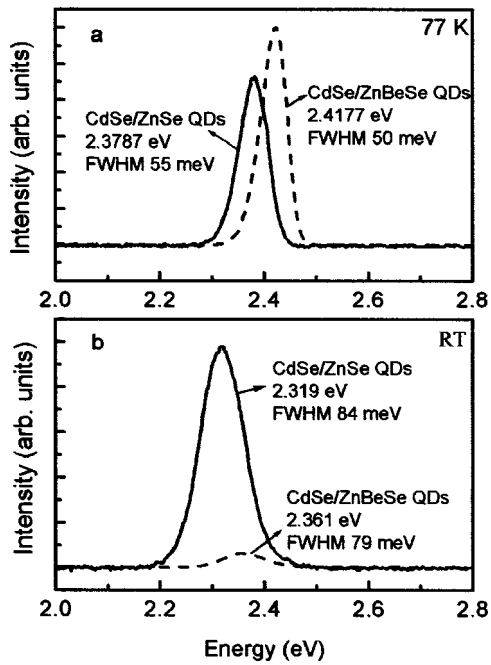 a
77 K
CdSe/ZnSe QDs
2.3787 eV
FWHM 55 meV
CdSe/ZnBeSe QDs
2.4177 eV
FWHM 50 meV
Intensity (arb. units)
2.0 2.2 2.4 2.6 2.8
b
RT
CdSe/ZnSe QDs
2.319 eV
FWHM 84 meV
CdSe/ZnBeSe QDs
2.361 eV
FWHM 79 meV
Intensity (arb. units)
2.0 2.2 2.4 2.6 2.8
Energy (eV)